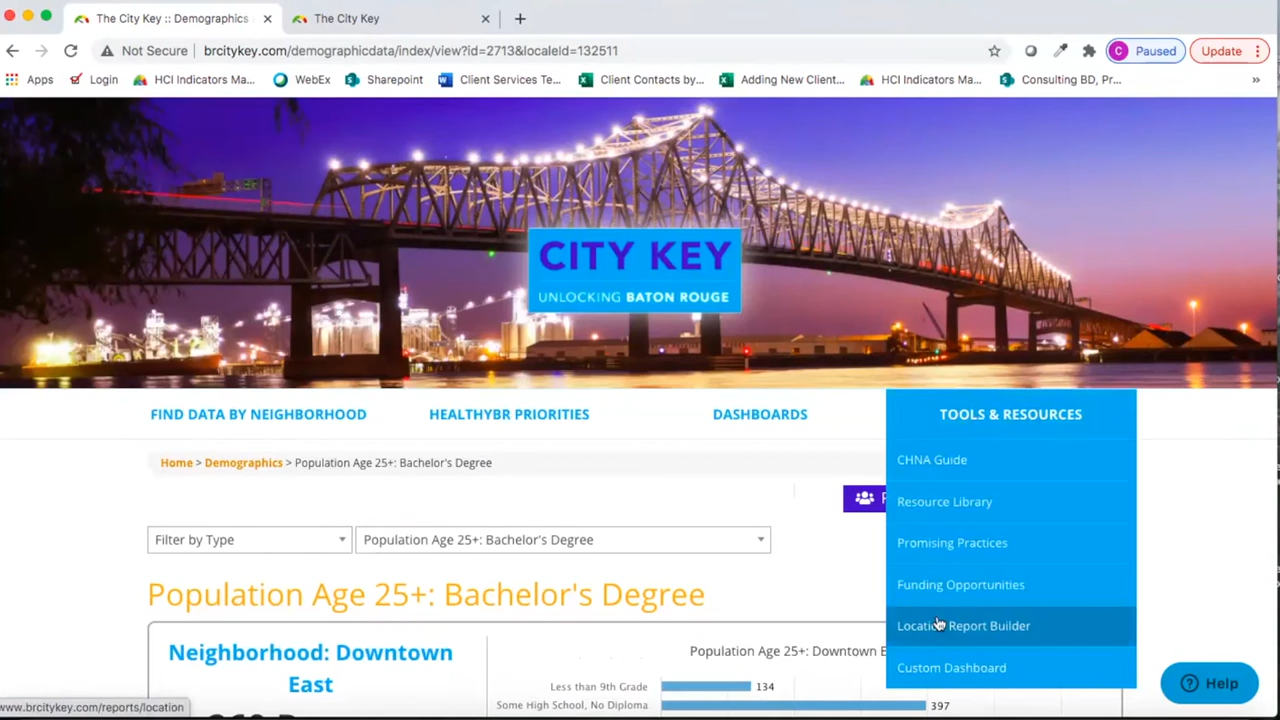 The City Key :: Demographics
The City Key
Not Secure
brcitykey.com/demographicdata/index/view?id=2713&localeId=132511
C
Paused
Update
Apps
Login
HCI Indicators Ma...
WebEx
Sharepoint
Client Services Te...
Client Contacts by...
Adding New Client...
HCI Indicators Ma...
Consulting BD, Pr...
»
CITY KEY
UNLOCKING BATON ROUGE
FIND DATA BY NEIGHBORHOOD
HEALTHYBR PRIORITIES
DASHBOARDS
TOOLS & RESOURCES
Home > Demographics > Population Age 25+: Bachelor's Degree
CHNA Guide
Resource Library
Promising Practices
Funding Opportunities
Location Report Builder
Custom Dashboard
Filter by Type
Population Age 25+: Bachelor's Degree
Population Age 25+: Bachelor's Degree
Neighborhood: Downtown
East
Population Age 25+: Downtown
Less than 9th Grade
134
Some High School, No Diploma
397
Help
www.brcitykey.com/reports/location